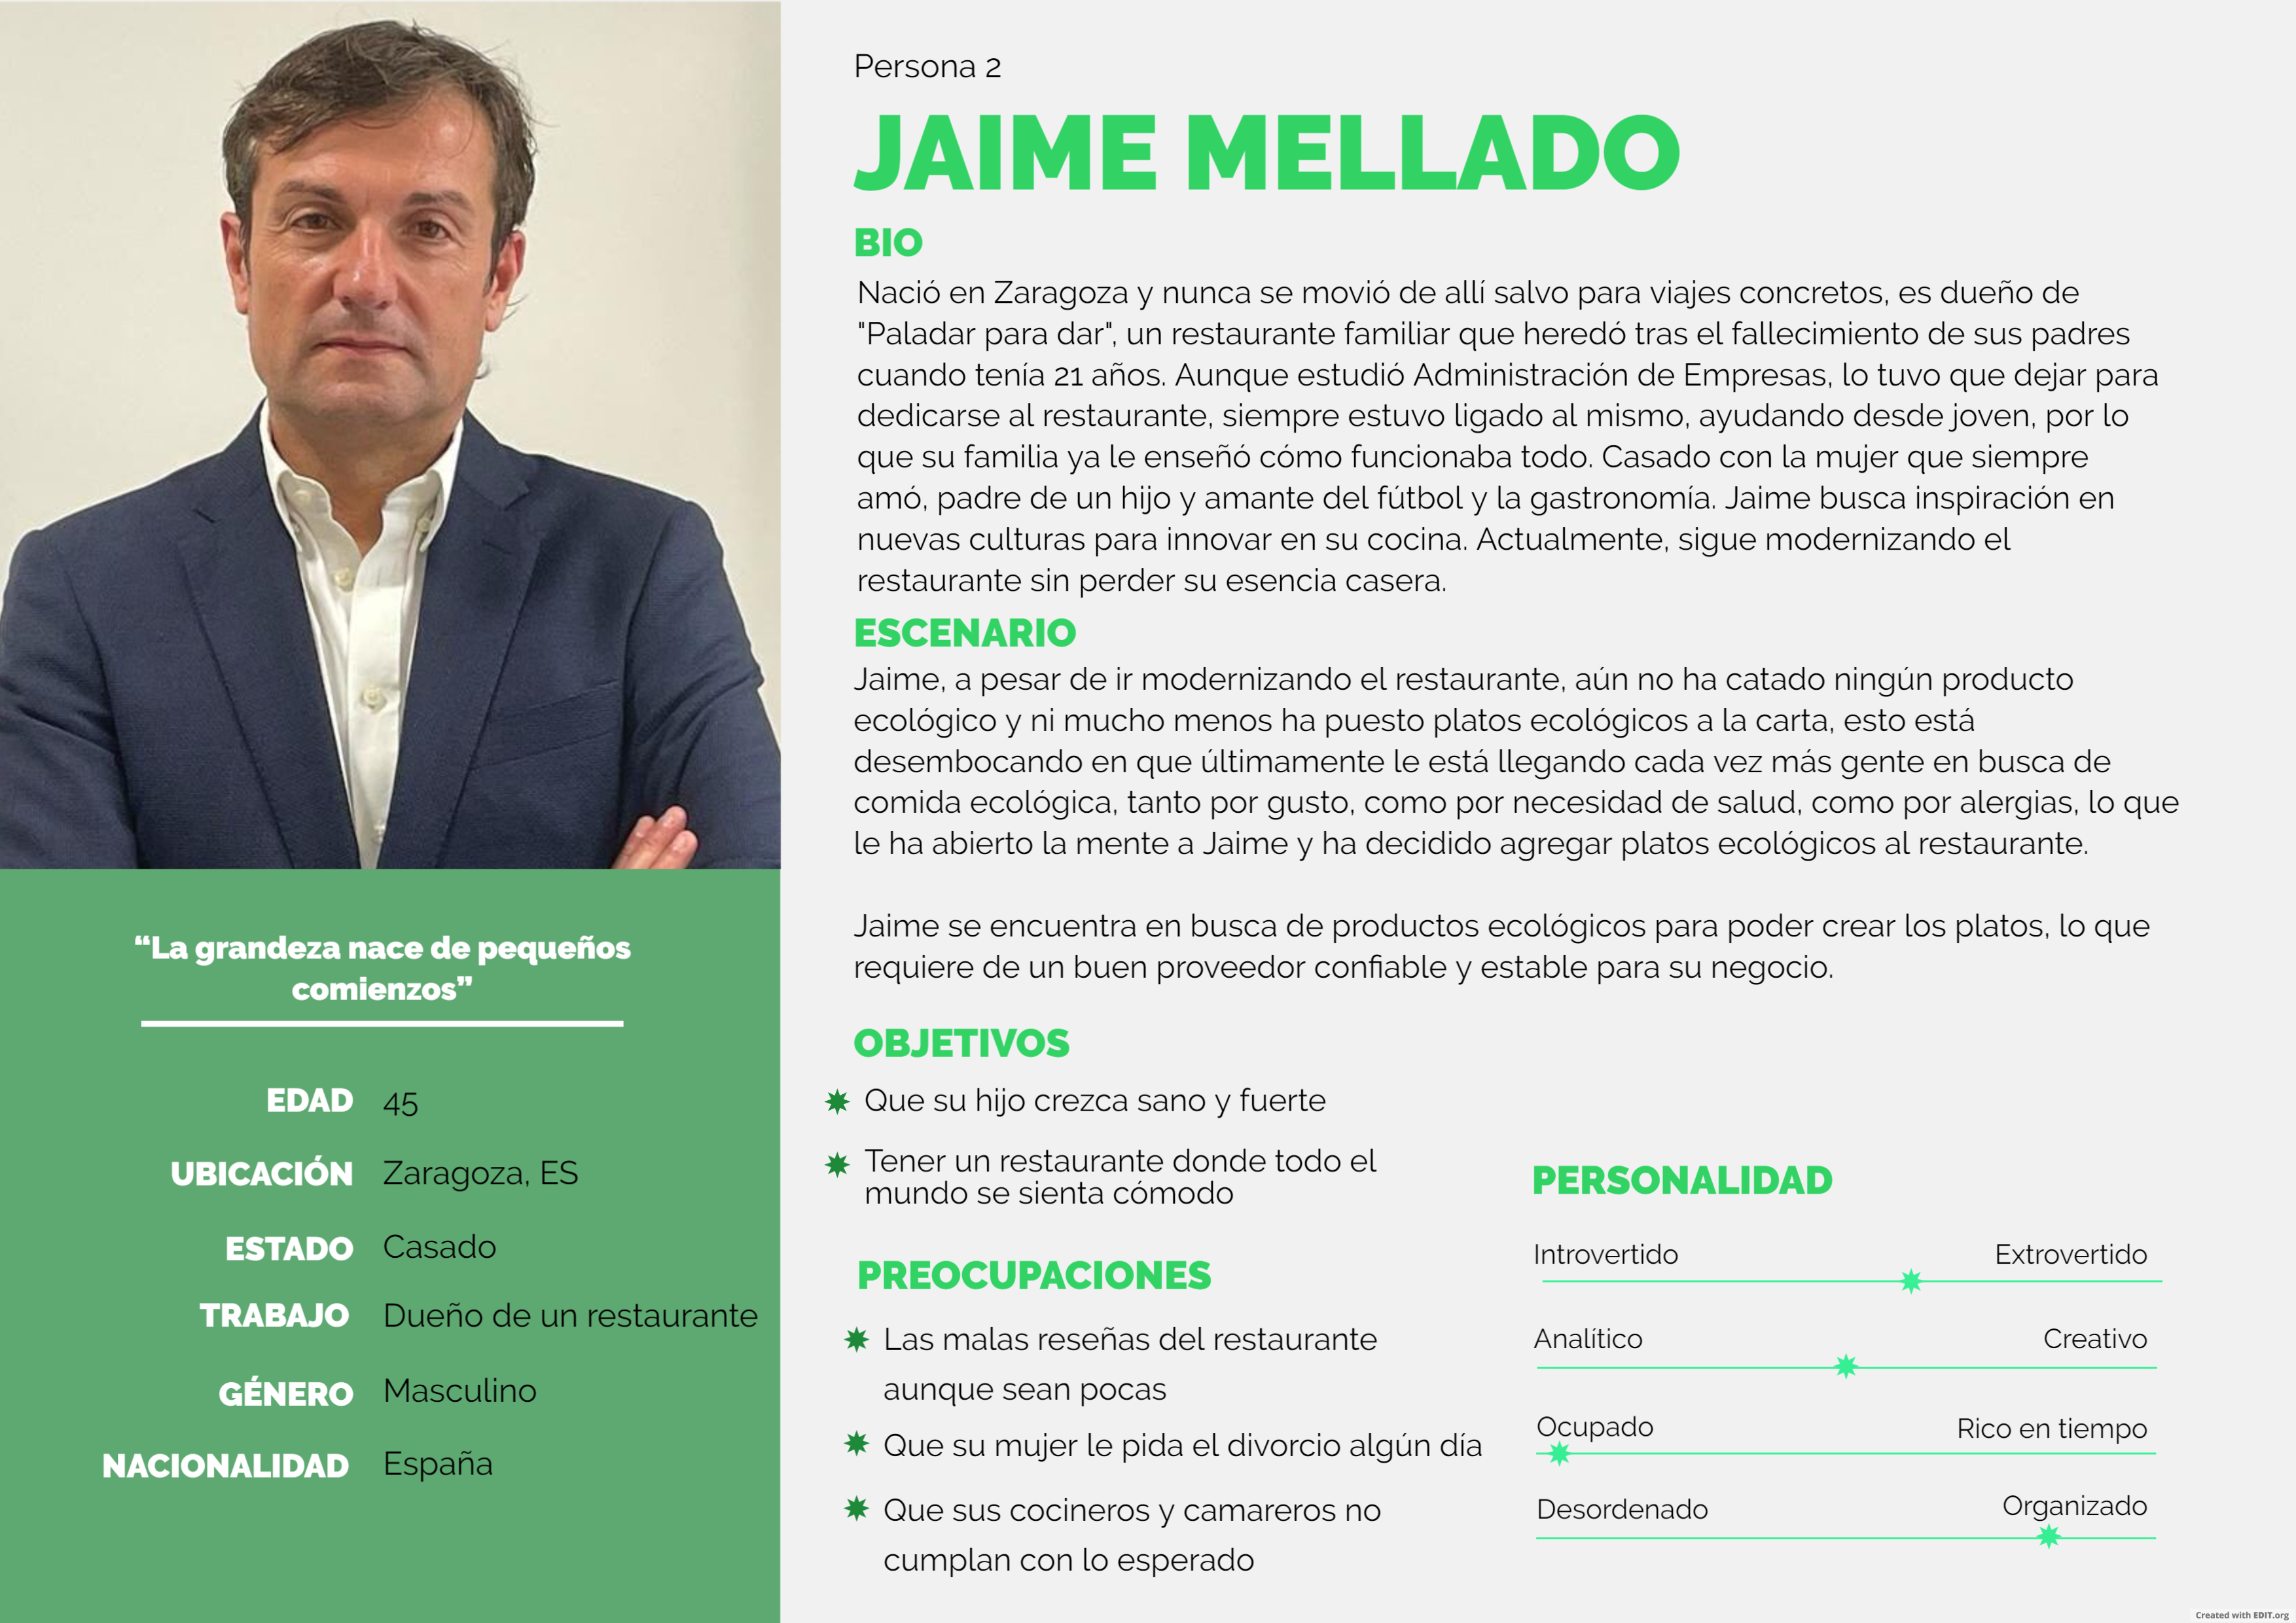 Persona 2
JAIME MELLADO
BIO
Nació en Zaragoza y nunca se movió de allí salvo para viajes concretos, es dueño de
"Paladar para dar", un restaurante familiar que heredó tras el fallecimiento de sus padres
cuando tenía 21 años. Aunque estudió Administración de Empresas, lo tuvo que dejar para
dedicarse al restaurante, siempre estuvo ligado al mismo, ayudando desde joven, por lo
que su familia ya le enseñó cómo funcionaba todo. Casado con la mujer que siempre
amó, padre de un hijo y amante del fútbol y la gastronomía. Jaime busca inspiración en
nuevas culturas para innovar en su cocina. Actualmente, sigue modernizando el
restaurante sin perder su esencia casera.
ESCENARIO
Jaime, a pesar de ir modernizando el restaurante, aún no ha catado ningún producto
ecológico y ni mucho menos ha puesto platos ecológicos a la carta, esto está
desembocando en que últimamente le está llegando cada vez más gente en busca de
comida ecológica, tanto por gusto, como por necesidad de salud, como por alergias, lo que
le ha abierto la mente a Jaime y ha decidido agregar platos ecológicos al restaurante.
Jaime se encuentra en busca de productos ecológicos para poder crear los platos, lo que
requiere de un buen proveedor confiable y estable para su negocio.
“La grandeza nace de pequeños
comienzos”
EDAD 45
UBICACIÓN Zaragoza, ES
ESTADO Casado
TRABAJO Dueño de un restaurante
GÉNERO Masculino
NACIONALIDAD España
OBJETIVOS
Que su hijo crezca sano y fuerte
Tener un restaurante donde todo el
mundo se sienta cómodo
PREOCUPACIONES
Las malas reseñas del restaurante
aunque sean pocas
Que su mujer le pida el divorcio algún día
Que sus cocineros y camareros no
cumplan con lo esperado
PERSONALIDAD
Introvertido Extrovertido
Analítico Creativo
Ocupado Rico en tiempo
Desordenado Organizado
Created with EDIT.org